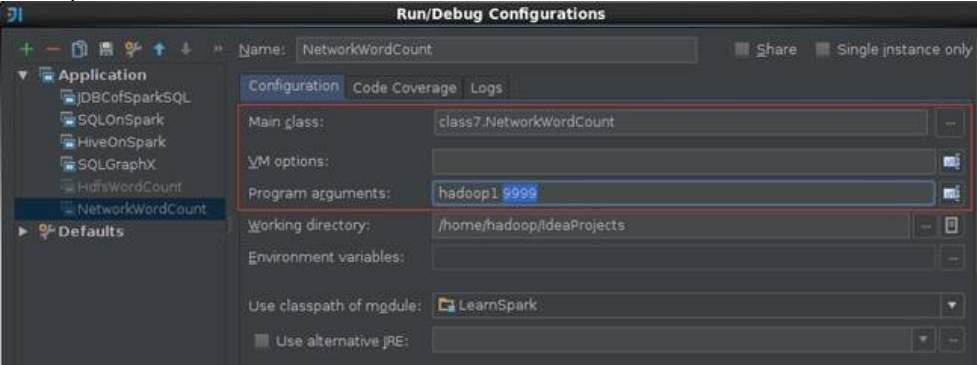 Run/Debug Configurations
Name: NetworkWordCount Share Single instance only
Application
JDBCofSparkSQL
SQLOnSpark
HiveOnSpark
SQLGraphX
HdfsWordCount
NetworkWordCount
Defaults
Configuration Code Coverage Logs
Main class: class7.NetworkWordCount
VM options:
Program arguments: hadoop1 9999
Working directory: /home/hadoop/IdeaProjects
Environment variables:
Use classpath of module: LearnSpark
Use alternative JRE: